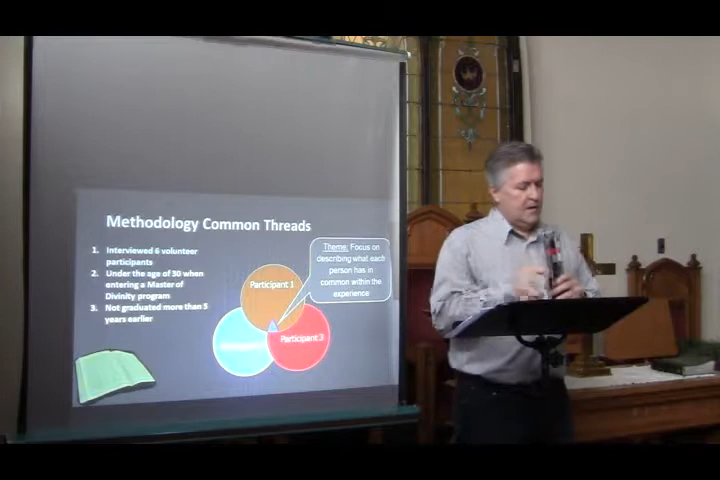 Methodology Common Threads
1. Interviewed 6 volunteer
participants
2. Under the age of 30 when
entering a Master of
Divinity program
3. Not graduated more than 5
years earlier
Theme: Focus on
describing what each
person has in
common within the
experience
Participant 1
Participant 3